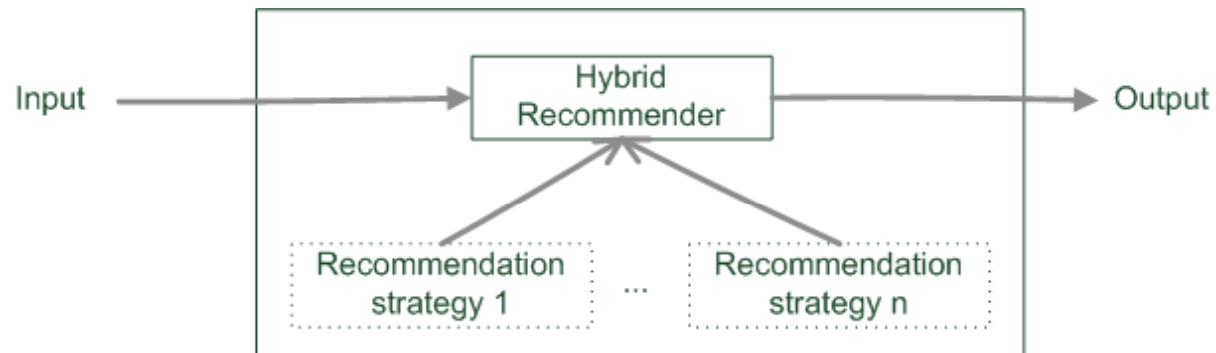 Input
Hybrid
Recommender
Output
Recommendation
strategy 1
...
Recommendation
strategy n